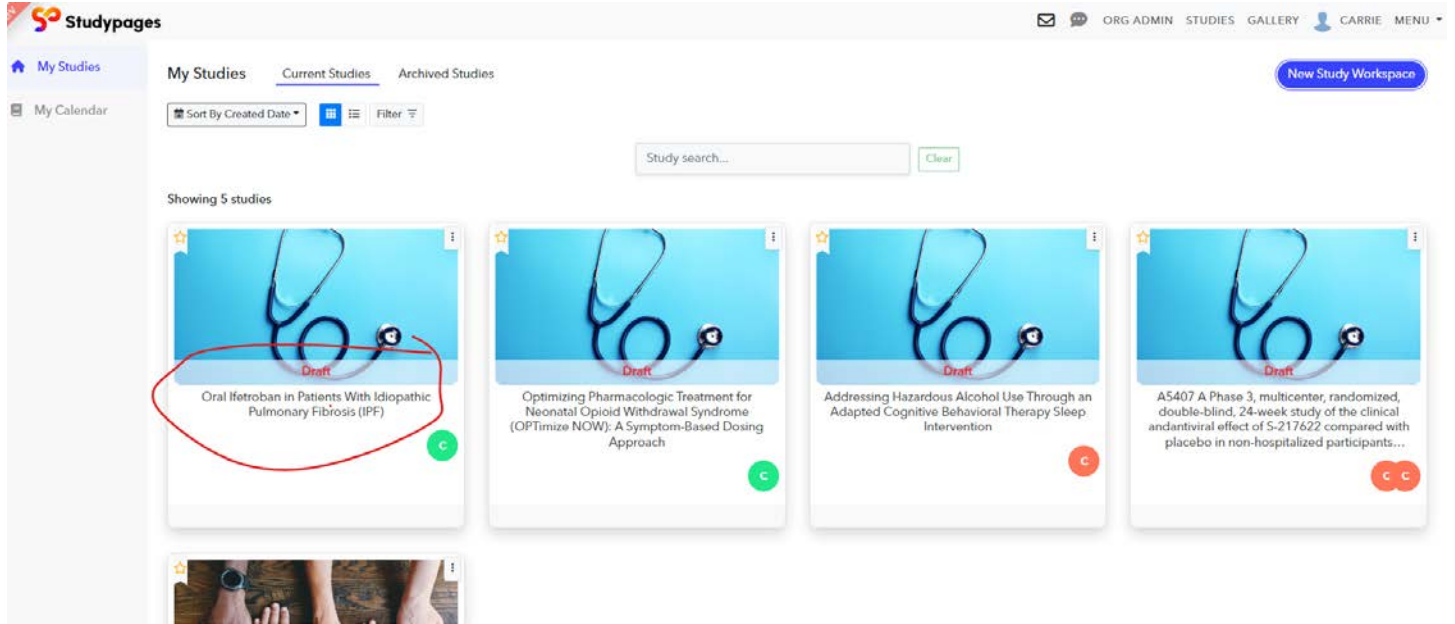 Studypages
ORG ADMIN STUDIES GALLERY CARRIE MENU
My Studies
My Calendar
My Studies Current Studies Archived Studies
New Study Workspace
Sort By Created Date Filter
Study search... Clear
Showing 5 studies
Draft
Oral Ifetroban in Patients With Idiopathic
Pulmonary Fibrosis (IPF)
C
Draft
Optimizing Pharmacologic Treatment for
Neonatal Opioid Withdrawal Syndrome
(OPTimize NOW): A Symptom-Based Dosing
Approach
C
Draft
Addressing Hazardous Alcohol Use Through an
Adapted Cognitive Behavioral Therapy Sleep
Intervention
C
Draft
A5407 A Phase 3, multicenter, randomized,
double-blind, 24-week study of the clinical
andantiviral effect of S-217622 compared with
placebo in non-hospitalized participants...
C C